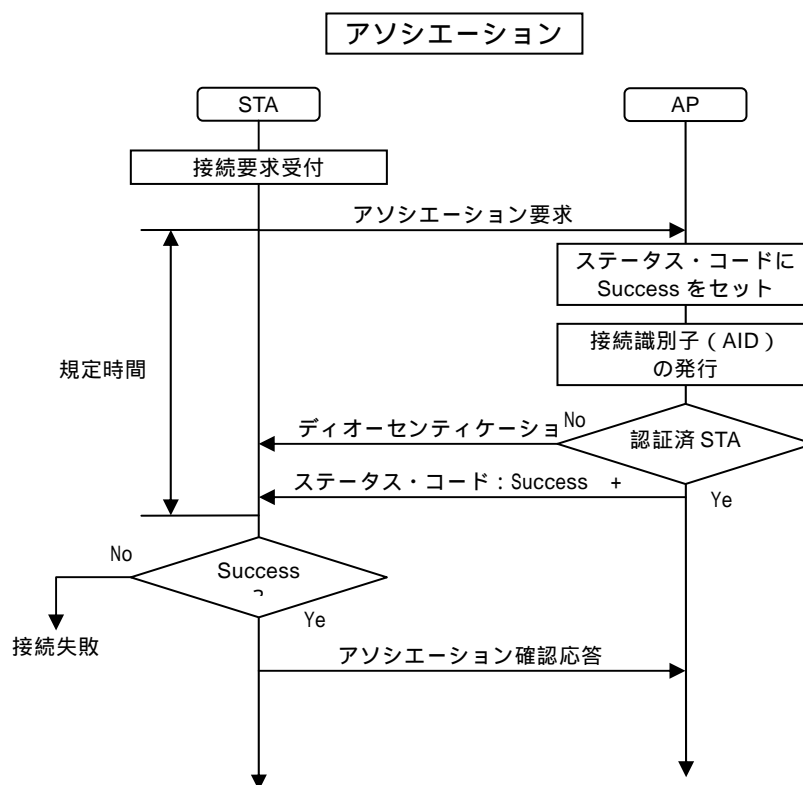 アソシエーション
STA
AP
接続要求受付
アソシエーション要求
ステータス・コードに
Success をセット
接続識別子（AID）
の発行
規定時間
ディオーセンティケーショ
No
認証済 STA
ステータス・コード：Success +
Ye
No
Success
Ye
接続失敗
アソシエーション確認応答